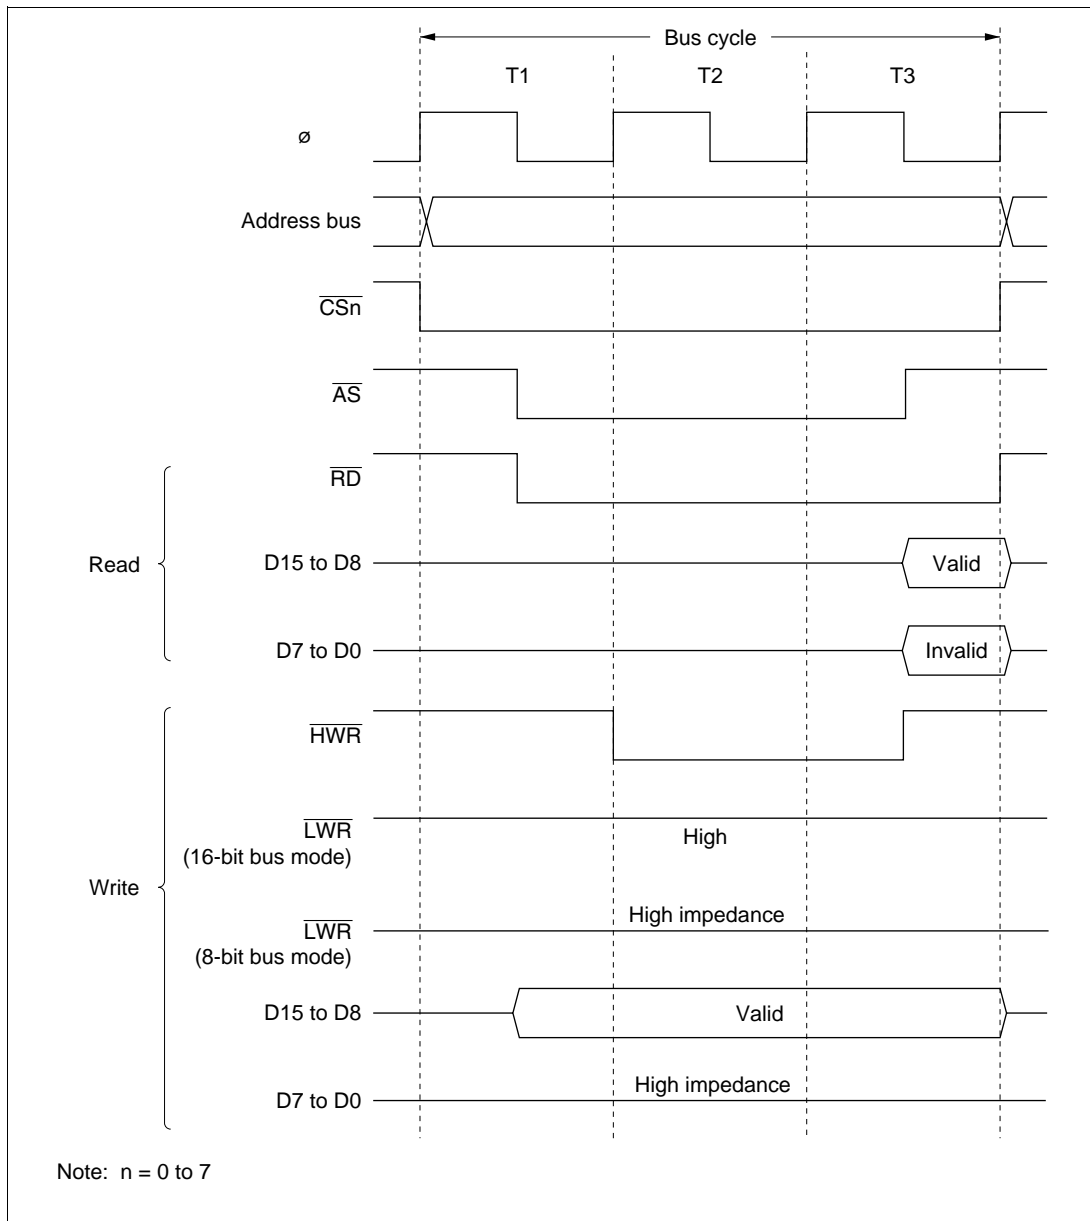 Bus cycle
T1 T2 T3
ø
Address bus
CSn
AS
RD
Read
D15 to D8 Valid
D7 to D0 Invalid
HWR
LWR
High
(16-bit bus mode)
Write
High impedance
LWR
(8-bit bus mode)
D15 to D8 Valid
High impedance
D7 to D0
Note: n = 0 to 7